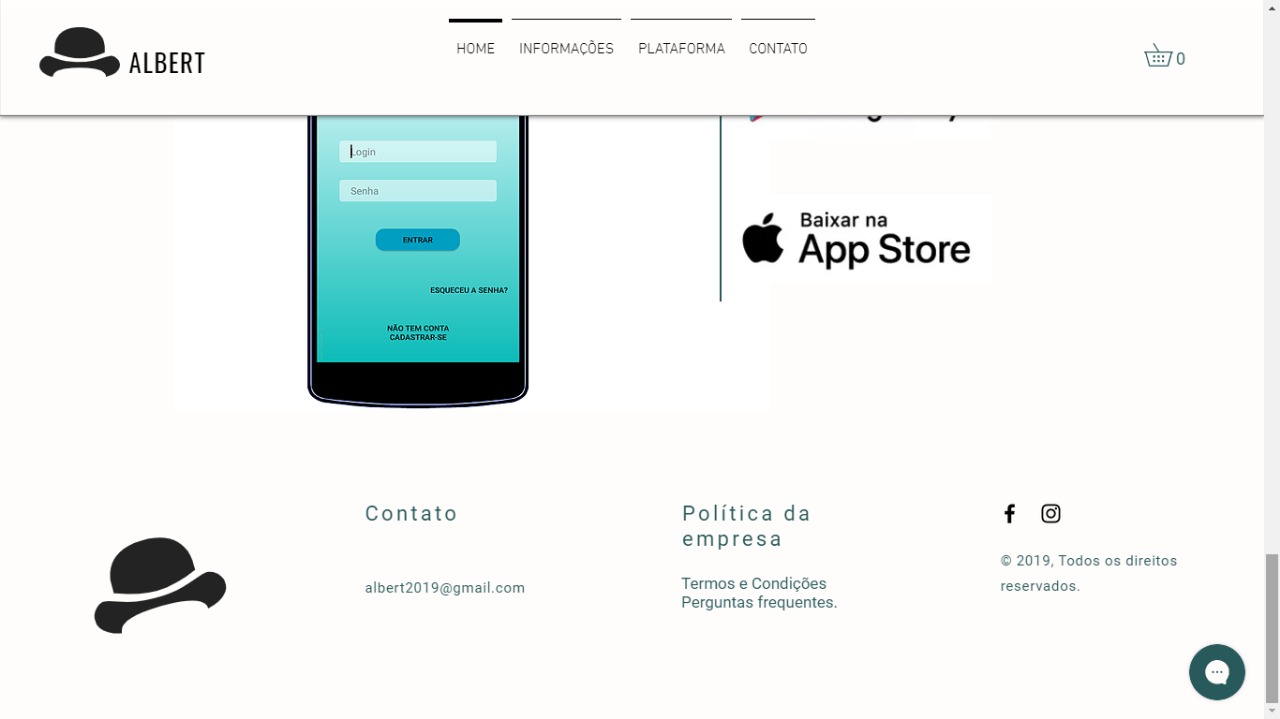 ALBERT
HOME
INFORMAÇÕES
PLATAFORMA
CONTATO
0
Login
Senha
ENTRAR
ESQUECEU A SENHA?
NÃO TEM CONTA
CADASTRAR-SE
Baixar na
App Store
Contato
albert2019@gmail.com
Política da
empresa
Termos e Condições
Perguntas frequentes.
© 2019, Todos os direitos
reservados.